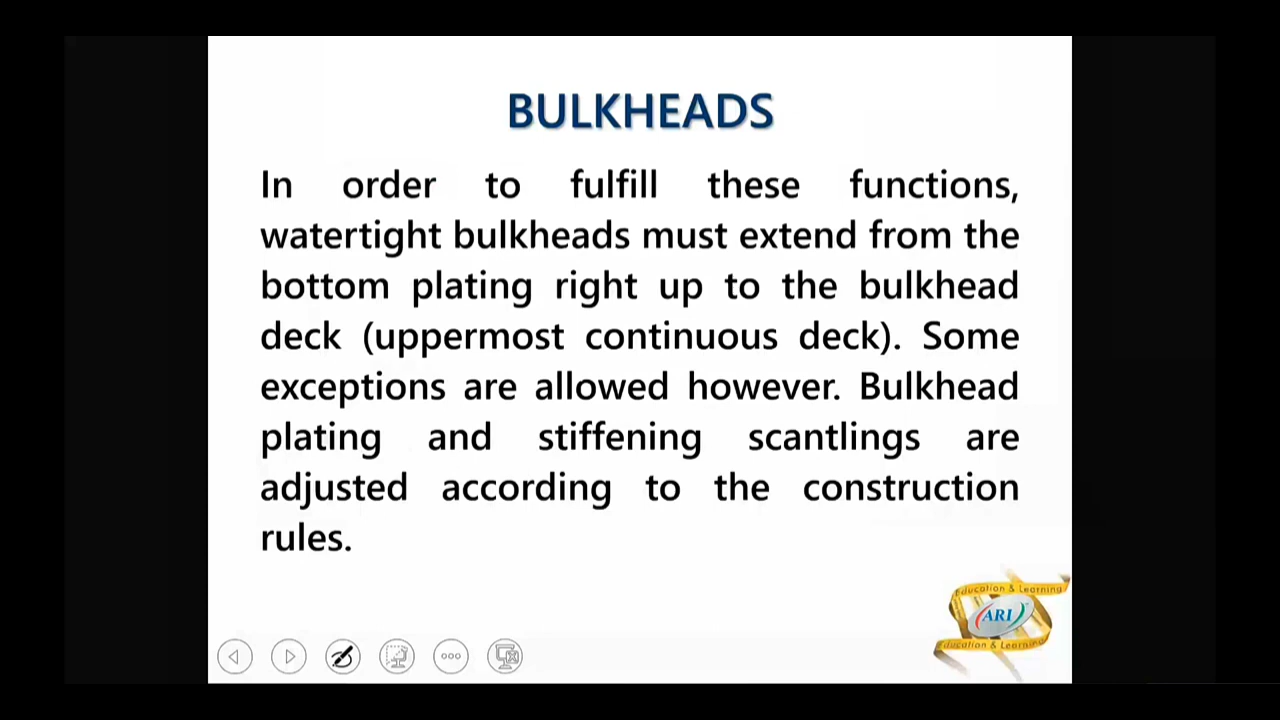 BULKHEADS
In order to fulfill these functions,
watertight bulkheads must extend from the
bottom plating right up to the bulkhead
deck (uppermost continuous deck). Some
exceptions are allowed however. Bulkhead
plating and stiffening scantlings are
adjusted according to the construction
rules.
Education & Learning
ARI
Education & Learning